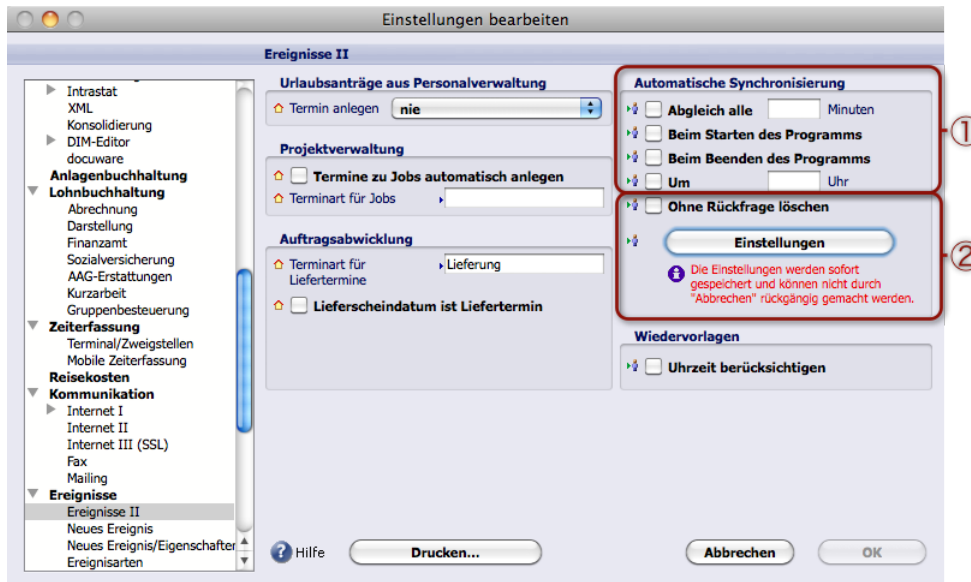 Einstellungen bearbeiten
Ereignisse II
Intrastat
XML
Konsolidierung
DIM-Editor
docuware
Anlagenbuchhaltung
Lohnbuchhaltung
Abrechnung
Darstellung
Finanzamt
Sozialversicherung
AAG-Erstattungen
Kurzarbeit
Gruppenbesteuerung
Zeiterfassung
Terminal/Zweigstellen
Mobile Zeiterfassung
Reisekosten
Kommunikation
Internet I
Internet II
Internet III (SSL)
Fax
Mailing
Ereignisse
Ereignisse II
Neues Ereignis
Neues Ereignis/Eigenschafter
Ereignisarten
Urlaubsanträge aus Personalverwaltung
Termin anlegen nie
Projektverwaltung
Termine zu Jobs automatisch anlegen
Terminart für Jobs
Auftragsabwicklung
Terminart für Liefertermine Lieferung
Lieferscheindatum ist Liefertermin
Automatische Synchronisierung
Abgleich alle Minuten
Beim Starten des Programms
Beim Beenden des Programms
Um Uhr
1
Ohne Rückfrage löschen
Einstellungen
Die Einstellungen werden sofort
gespeichert und können nicht durch
"Abbrechen" rückgängig gemacht werden.
2
Wiedervorlagen
Uhrzeit berücksichtigen
? Hilfe
Drucken...
Abbrechen
OK